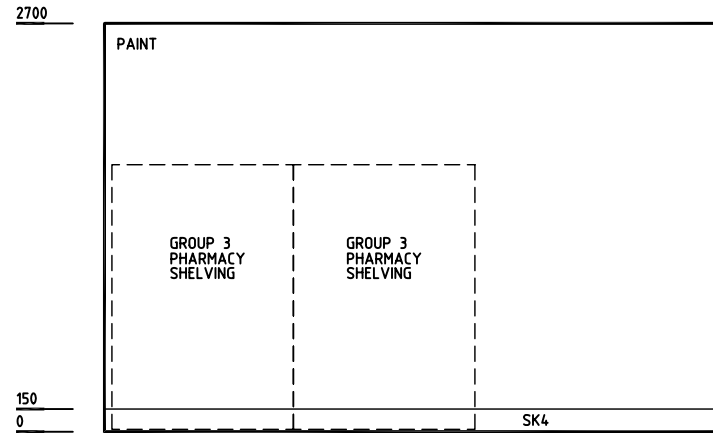 2700
PAINT
GROUP 3
PHARMACY
SHELVING
GROUP 3
PHARMACY
SHELVING
150
0
SK4